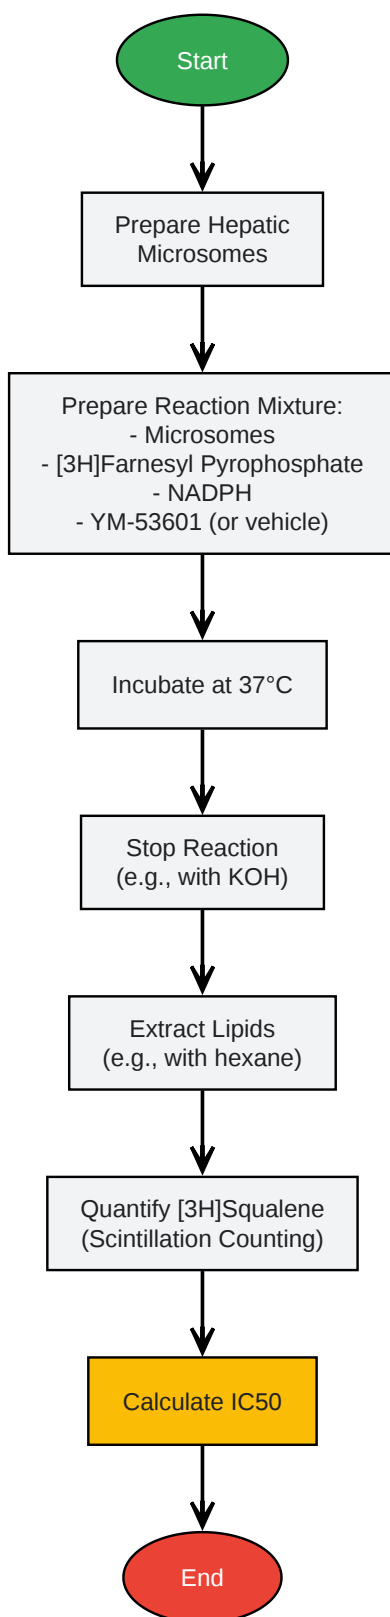 Start
Prepare Hepatic
Microsomes
Prepare Reaction Mixture:
- Microsomes
- [3H]Farnesyl Pyrophosphate
- NADPH
- YM-53601 (or vehicle)
Incubate at 37°C
Stop Reaction
(e.g., with KOH)
Extract Lipids
(e.g., with hexane)
Quantify [3H]Squalene
(Scintillation Counting)
Calculate IC50
End